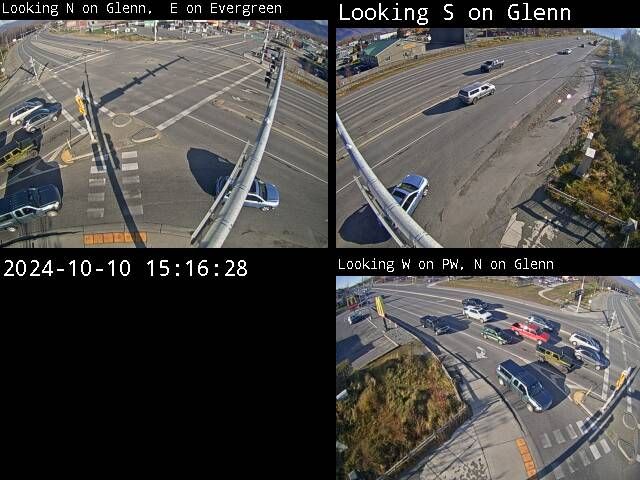 Looking N on Glenn, E on Evergreen
Looking S on Glenn
2024-10-10 15:16:28
Looking W on PW, N on Glenn